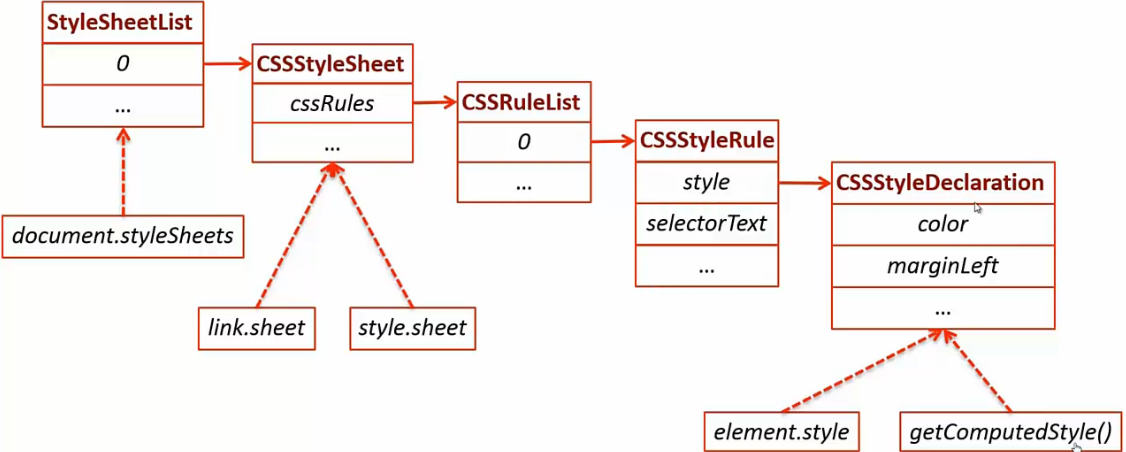 StyleSheetList
0
...
CSSStyleSheet
cssRules
...
CSSRuleList
0
...
CSSStyleRule
style
selectorText
...
CSSStyleDeclaration
color
marginLeft
...
document.styleSheets
link.sheet
style.sheet
element.style
getComputedStyle()